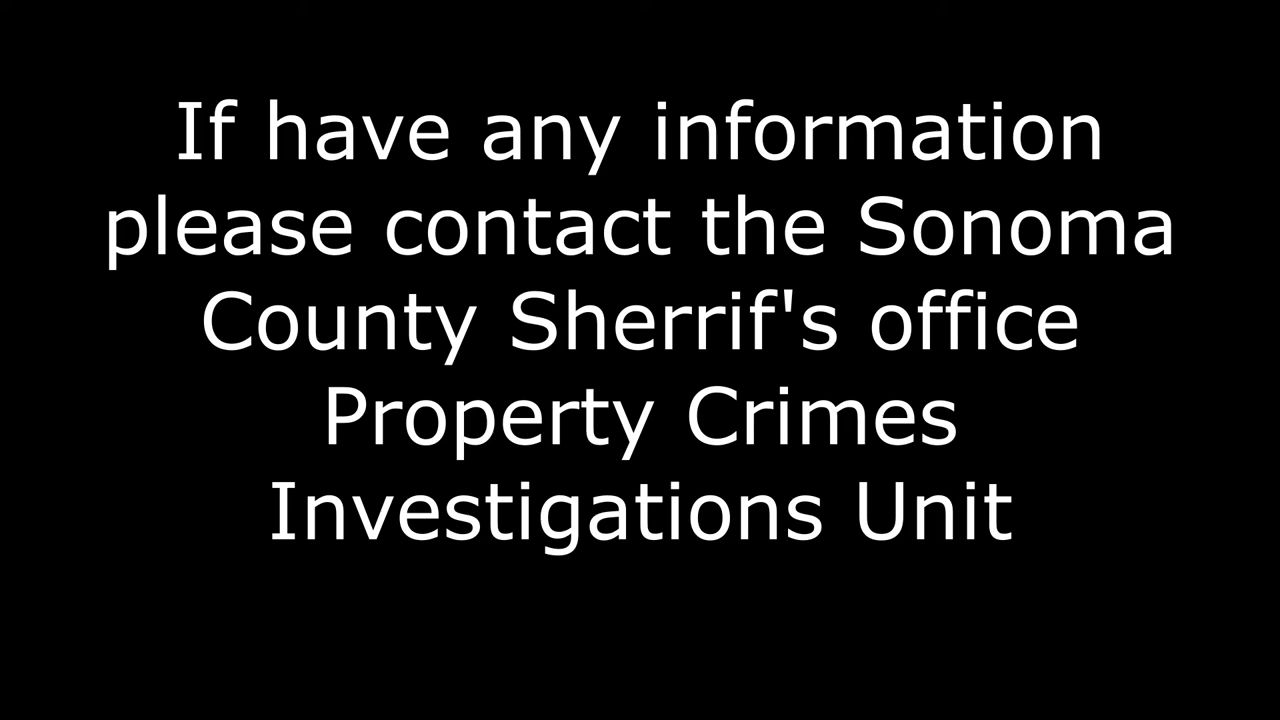 If have any information
please contact the Sonoma
County Sherrif's office
Property Crimes
Investigations Unit